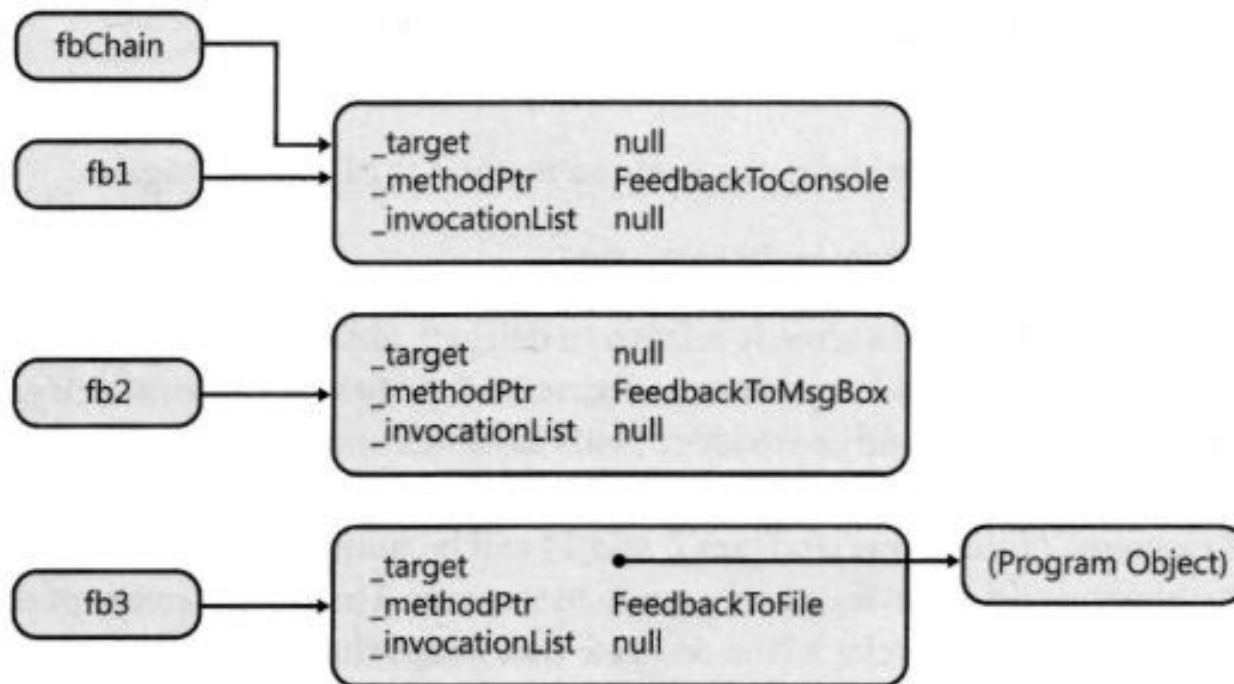 fbChain
fb1
_target null
_methodPtr FeedbackToConsole
_invocationList null
fb2
_target null
_methodPtr FeedbackToMsgBox
_invocationList null
fb3
_target
_methodPtr FeedbackToFile
_invocationList null
(Program Object)